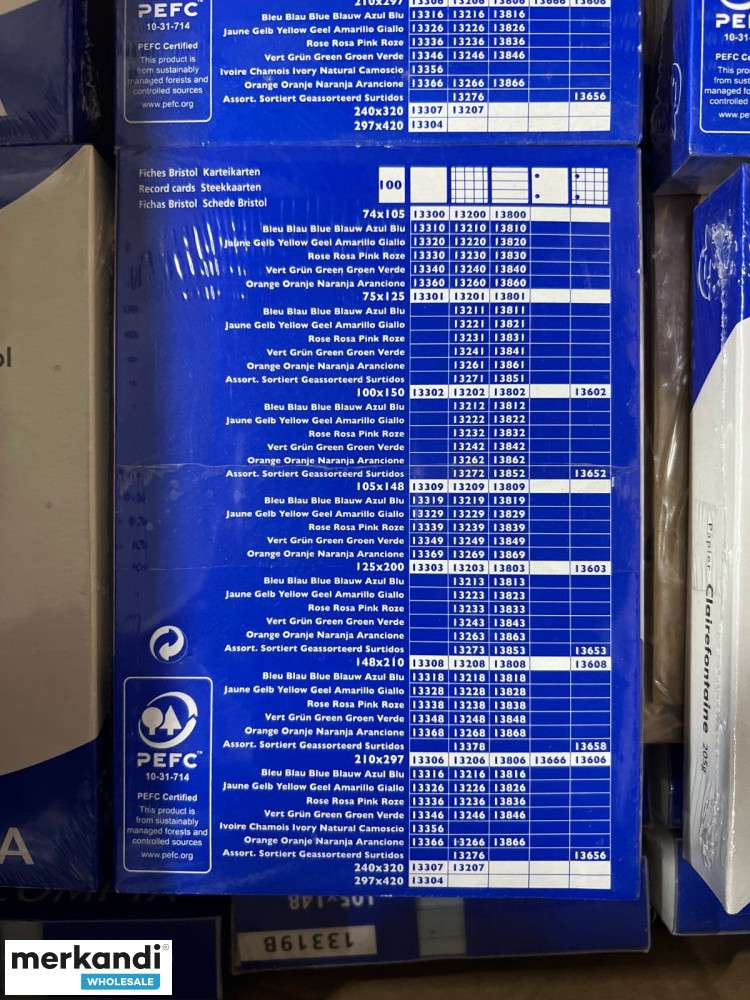 210x297 13306 13206 13806 13666 13606
Bleu Blau Blue Blauw Azul Blu 13316 13216 13816
Jaune Gelb Yellow Geel Amarillo Giallo 13326 13226 13826
Rose Rosa Pink Roze 13336 13236 13836
Vert Grün Green Groen Verde 13346 13246 13846
Ivoire Chamois Ivory Natural Camoscio 13356
Orange Oranje Naranja Arancione 13366 13266 13866
Assort. Sortiert Geassorteerd Surtidos 13276 13656
240x320 13307 13207
297x420 13304
PEFC™
10-31-714
PEFC Certified
This product is
from sustainably
managed forests and
controlled sources
www.pefc.org
Fiches Bristol Karteikarten
Record cards Steekkaarten
Fichas Bristol Schede Bristol
100
74x105 13300 13200 13800
Bleu Blau Blue Blauw Azul Blu 13310 13210 13810
Jaune Gelb Yellow Geel Amarillo Giallo 13320 13220 13820
Rose Rosa Pink Roze 13330 13230 13830
Vert Grün Green Groen Verde 13340 13240 13840
Orange Oranje Naranja Arancione 13360 13260 13860
75x125 13301 13201 13801
Bleu Blau Blue Blauw Azul Blu 13211 13811
Jaune Gelb Yellow Geel Amarillo Giallo 13221 13821
Rose Rosa Pink Roze 13231 13831
Vert Grün Green Groen Verde 13241 13841
Orange Oranje Naranja Arancione 13261 13861
Assort. Sortiert Geassorteerd Surtidos 13271 13851
100x150 13302 13202 13802 13602
Bleu Blau Blue Blauw Azul Blu 13212 13812
Jaune Gelb Yellow Geel Amarillo Giallo 13222 13822
Rose Rosa Pink Roze 13232 13832
Vert Grün Green Groen Verde 13242 13842
Orange Oranje Naranja Arancione 13262 13862
Assort. Sortiert Geassorteerd Surtidos 13272 13852 13652
105x148 13309 13209 13809
Bleu Blau Blue Blauw Azul Blu 13319 13219 13819
Jaune Gelb Yellow Geel Amarillo Giallo 13329 13229 13829
Rose Rosa Pink Roze 13339 13239 13839
Vert Grün Green Groen Verde 13349 13249 13849
Orange Oranje Naranja Arancione 13369 13269 13869
125x200 13303 13203 13803 13603
Bleu Blau Blue Blauw Azul Blu 13213 13813
Jaune Gelb Yellow Geel Amarillo Giallo 13223 13823
Rose Rosa Pink Roze 13233 13833
Vert Grün Green Groen Verde 13243 13843
Orange Oranje Naranja Arancione 13263 13863
Assort. Sortiert Geassorteerd Surtidos 13273 13853 13653
148x210 13308 13208 13808 13608
Bleu Blau Blue Blauw Azul Blu 13318 13218 13818
Jaune Gelb Yellow Geel Amarillo Giallo 13328 13228 13828
Rose Rosa Pink Roze 13338 13238 13838
Vert Grün Green Groen Verde 13348 13248 13848
Orange Oranje Naranja Arancione 13368 13268 13868
Assort. Sortiert Geassorteerd Surtidos 13378 13658
210x297 13306 13206 13806 13666 13606
Bleu Blau Blue Blauw Azul Blu 13316 13216 13816
Jaune Gelb Yellow Geel Amarillo Giallo 13326 13226 13826
Rose Rosa Pink Roze 13336 13236 13836
Vert Grün Green Groen Verde 13346 13246 13846
Ivoire Chamois Ivory Natural Camoscio 13356
Orange Oranje Naranja Arancione 13366 13266 13866
Assort. Sortiert Geassorteerd Surtidos 13276 13656
240x320 13307 13207
297x420 13304
PEFC™
10-31-714
PEFC Certified
This product is
from sustainably
managed forests and
controlled sources
www.pefc.org
Papier Clairefontaine 205g
105x148
13319B
merkandi®
WHOLESALE